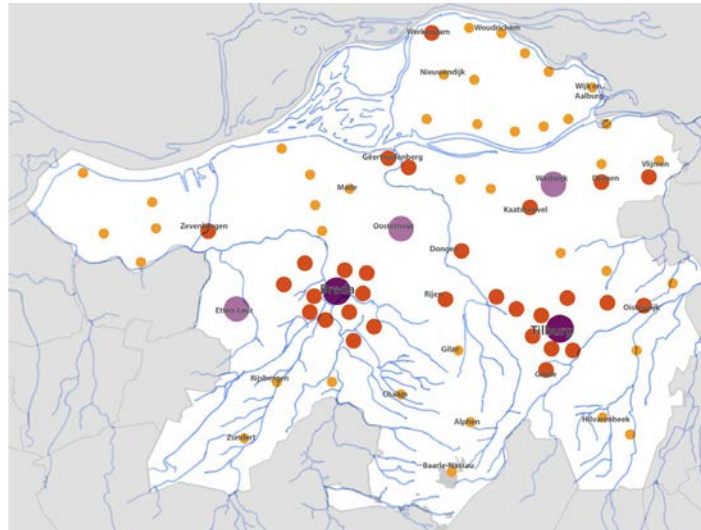 Woudrichem
Werkendam
Nieuwendijk
Wijk en
Aalburg
Geertruidenberg
Vlijmen
Waalwijk
Drunen
Made
Kaatsheuvel
Zevenbergen
Oosterhout
Dongen
Breda
Rijen
Etten-Leur
Oisterwijk
Tilburg
Gilze
Goirle
Rijsbergen
Chaam
Alphen
Hilvarenbeek
Zundert
Baarle-Nassau